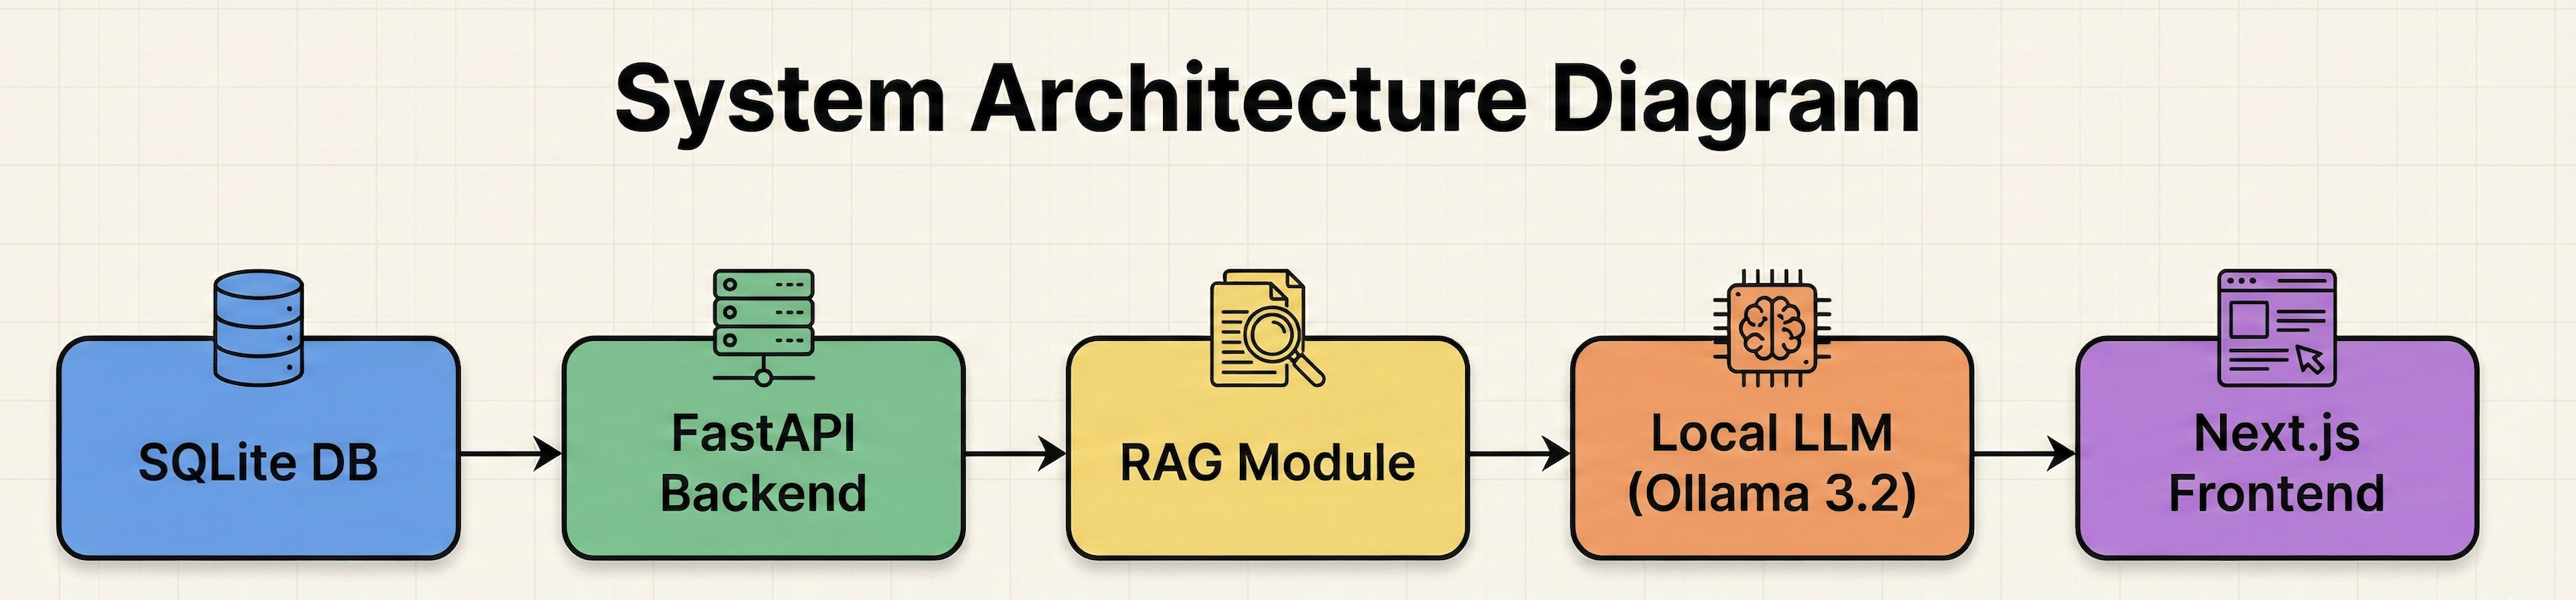 System Architecture Diagram
SQLite DB
FastAPI
Backend
RAG Module
Local LLM
(Ollama 3.2)
Next.js
Frontend